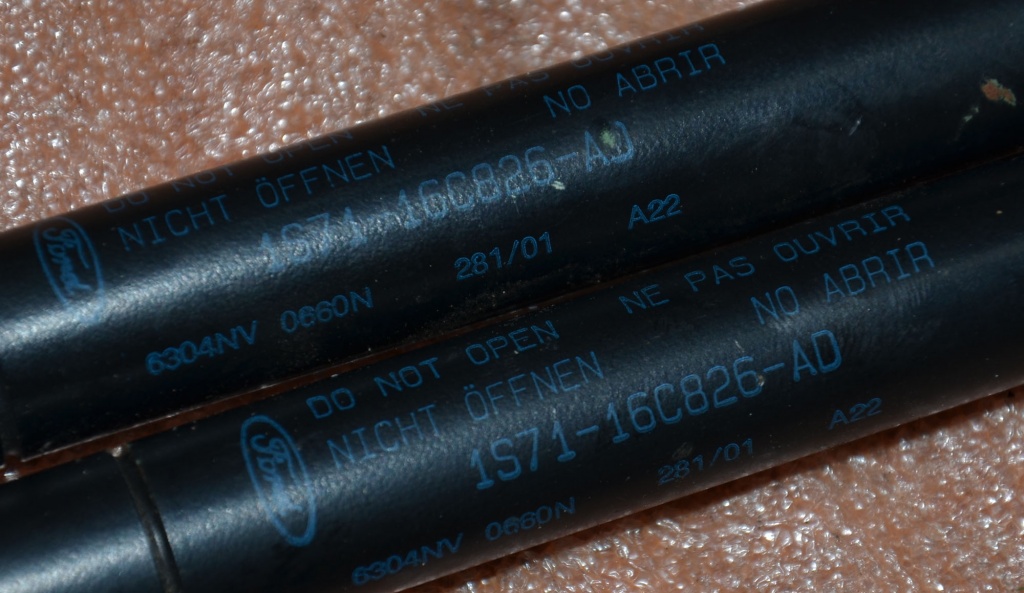 DO NOT OPEN NE PAS OUVRIR
NICHT ÖFFNEN NO ABRIR
Ford
1S71-16C826-AD
6304NV 0660N 281/01 A22
DO NOT OPEN NE PAS OUVRIR
NICHT ÖFFNEN NO ABRIR
Ford
1S71-16C826-AD
6304NV 0660N 281/01 A22